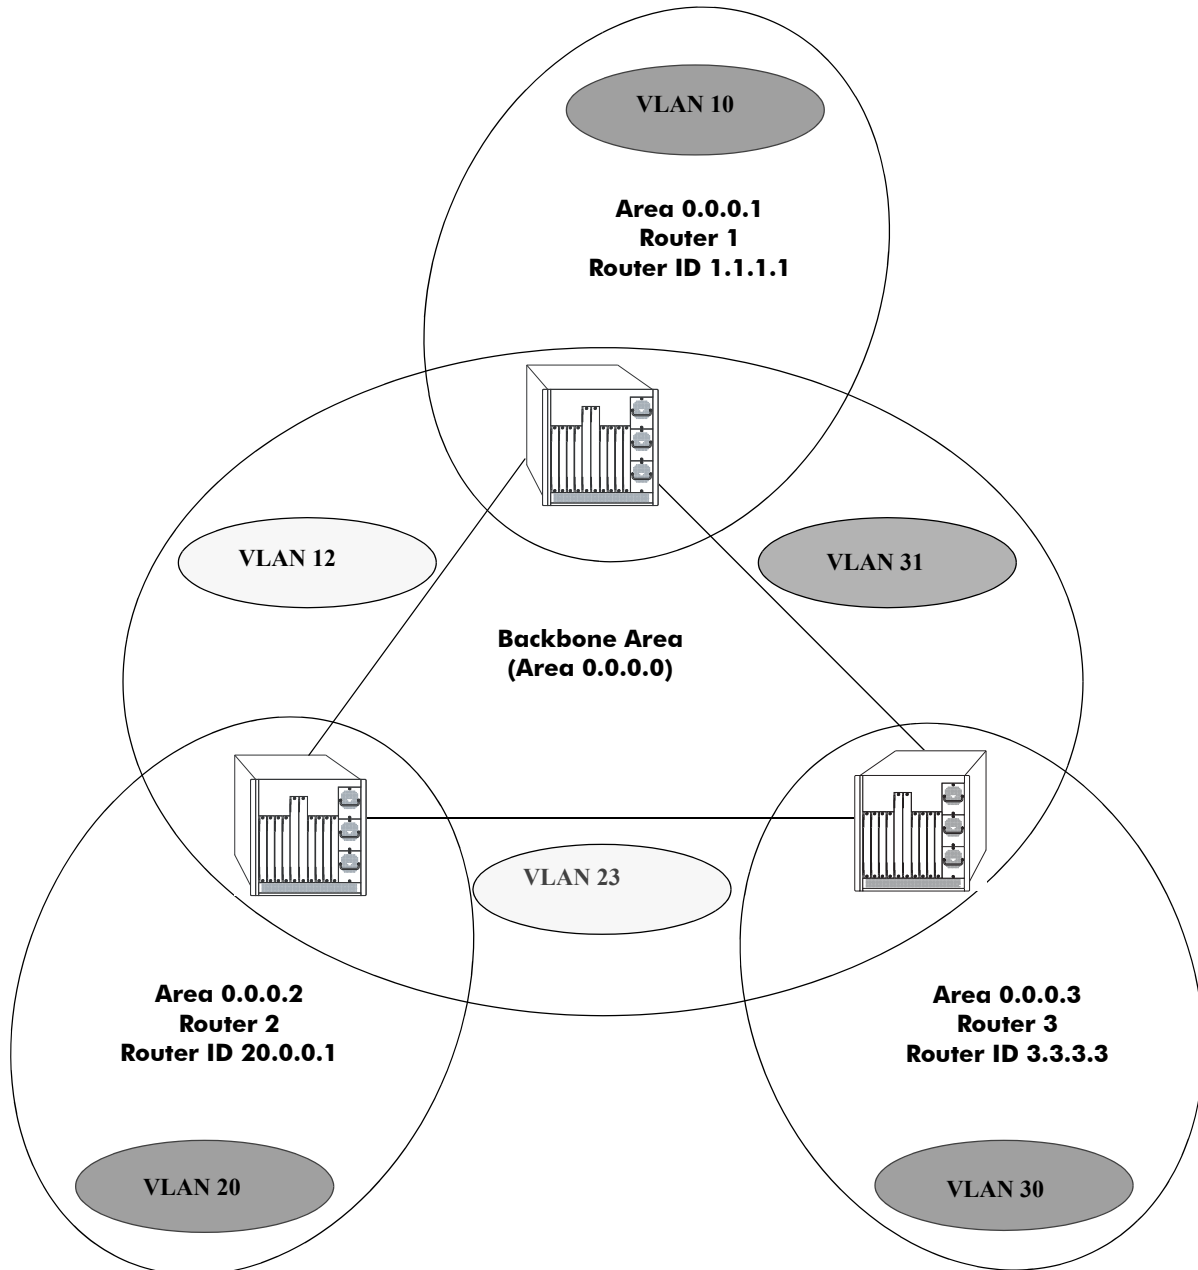 VLAN 10
Area 0.0.0.1
Router 1
Router ID 1.1.1.1
VLAN 12
VLAN 31
Backbone Area
(Area 0.0.0.0)
VLAN 23
Area 0.0.0.2
Router 2
Router ID 20.0.0.1
Area 0.0.0.3
Router 3
Router ID 3.3.3.3
VLAN 20
VLAN 30